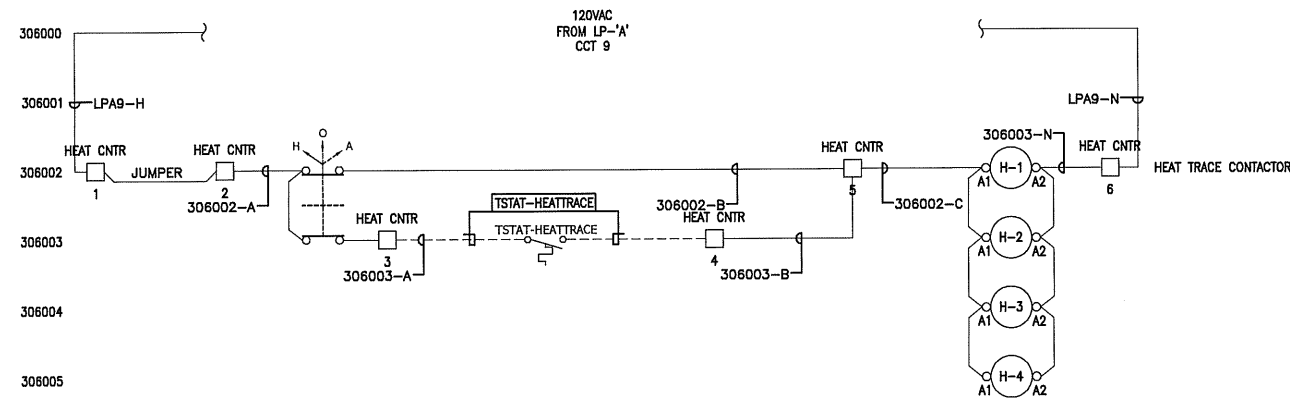 120VAC
FROM LP-'A'
CCT 9
306000
306001
LPA9-H
LPA9-N
306003-N
H
O
A
HEAT CNTR
HEAT CNTR
HEAT CNTR
HEAT CNTR
306002
1
JUMPER
2
5
H-1
A1
A2
6
HEAT TRACE CONTACTOR
306002-A
306002-B
306002-C
TSTAT-HEATTRACE
HEAT CNTR
HEAT CNTR
306003
3
TSTAT-HEATTRACE
4
H-2
A1
A2
306003-A
306003-B
306004
H-3
A1
A2
306005
H-4
A1
A2